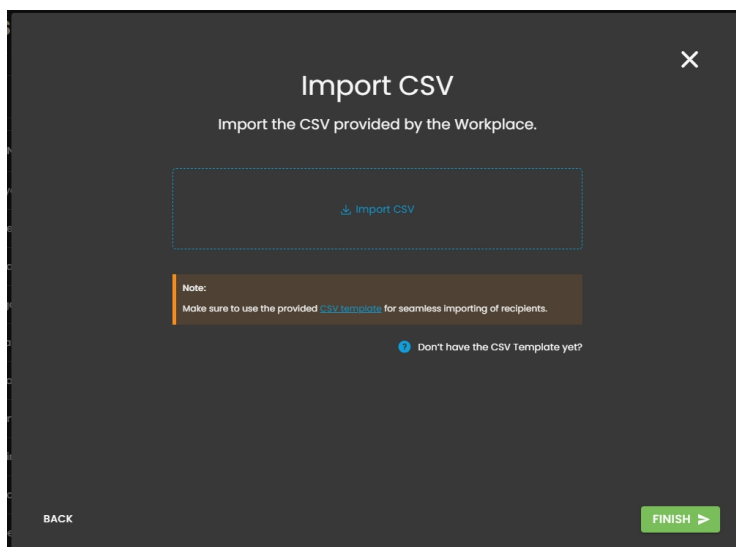 Import CSV
Import the CSV provided by the Workplace.
Import CSV
Note:
Make sure to use the provided CSV template for seamless importing of recipients.
? Don't have the CSV Template yet?
BACK
FINISH